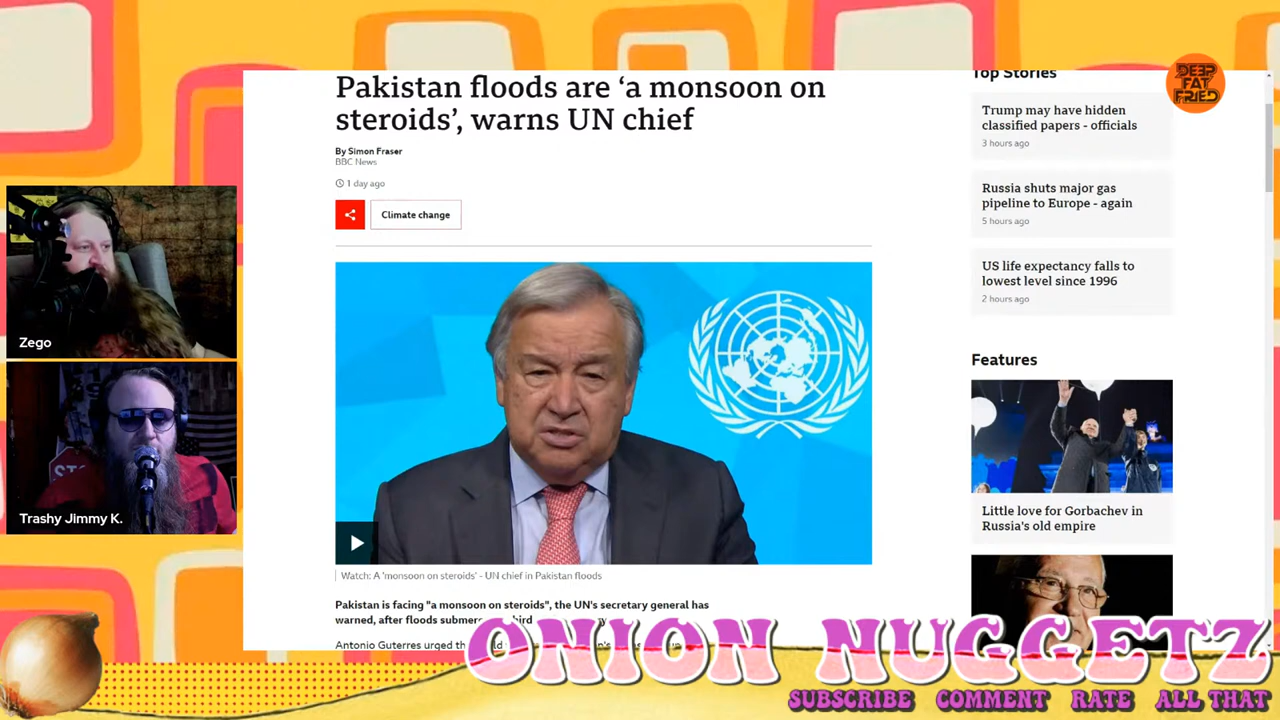 Pakistan floods are ‘a monsoon on
steroids’, warns UN chief
By Simon Fraser
BBC News
1 day ago
Climate change
Watch: A 'monsoon on steroids' - UN chief in Pakistan floods
Pakistan is facing "a monsoon on steroids", the UN's secretary general has
warned, after floods
Antonio Guterres urged
Top Stories
Trump may have hidden
classified papers - officials
3 hours ago
Russia shuts major gas
pipeline to Europe - again
5 hours ago
US life expectancy falls to
lowest level since 1996
2 hours ago
Features
Little love for Gorbachev in
Russia's old empire
DEEP
FAT
FRIED
Zego
Trashy Jimmy K.
ONION NUGGETZ
SUBSCRIBE COMMENT RATE ALL THAT